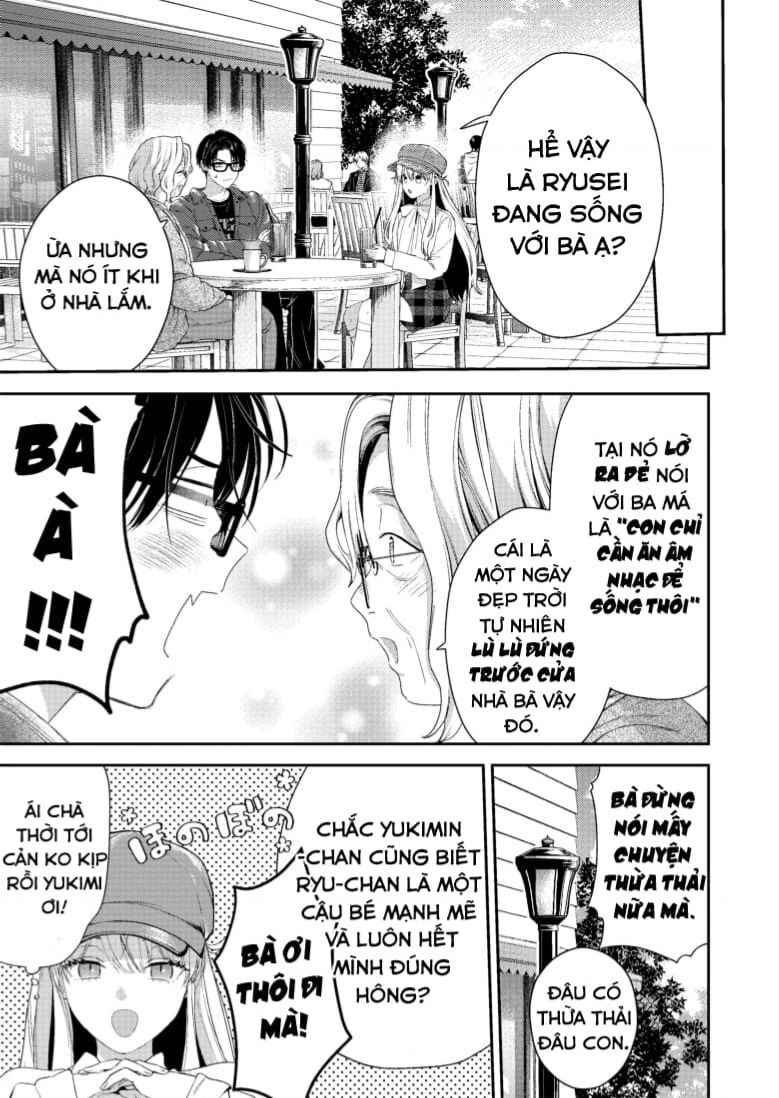 HỂ VẬY
LÀ RYUSEI
ĐANG SỐNG
VỚI BÀ Ạ?
ỪA NHƯNG
MÀ NÓ ÍT KHI
Ở NHÀ LẮM.
TẠI NÓ LỠ
RA DẺ NÓI
VỚI BA MÁ
LÀ "CON CHỈ
CẦN ĂN ÂM
NHẠC ĐỂ
SỐNG THÔI"
CÁI LÀ
MỘT NGÀY
ĐẸP TRỜI
TỰ NHIÊN
LÙ LÙ ĐỨNG
TRƯỚC CỬA
NHÀ BÀ VẬY
ĐÓ.
BÀ
À
!!!
BÀ ĐỪNG
NÓI MẤY
CHUYỆN
THỪA THẢI
NỮA MÀ.
ĐÂU CÓ
THỪA THẢI
ĐÂU CON.
CHẮC YUKIMIN
-CHAN CŨNG BIẾT
RYU-CHAN LÀ MỘT
CẬU BÉ MẠNH MẼ
VÀ LUÔN HẾT
MÌNH ĐÚNG
HÔNG?
BÀ ƠI
THÔI ĐI
MÀ!
ほのぼの
ÁI CHÀ
THỜI TỚI
CẢN KO KỊP
RỒI YUKIMI
ƠI!